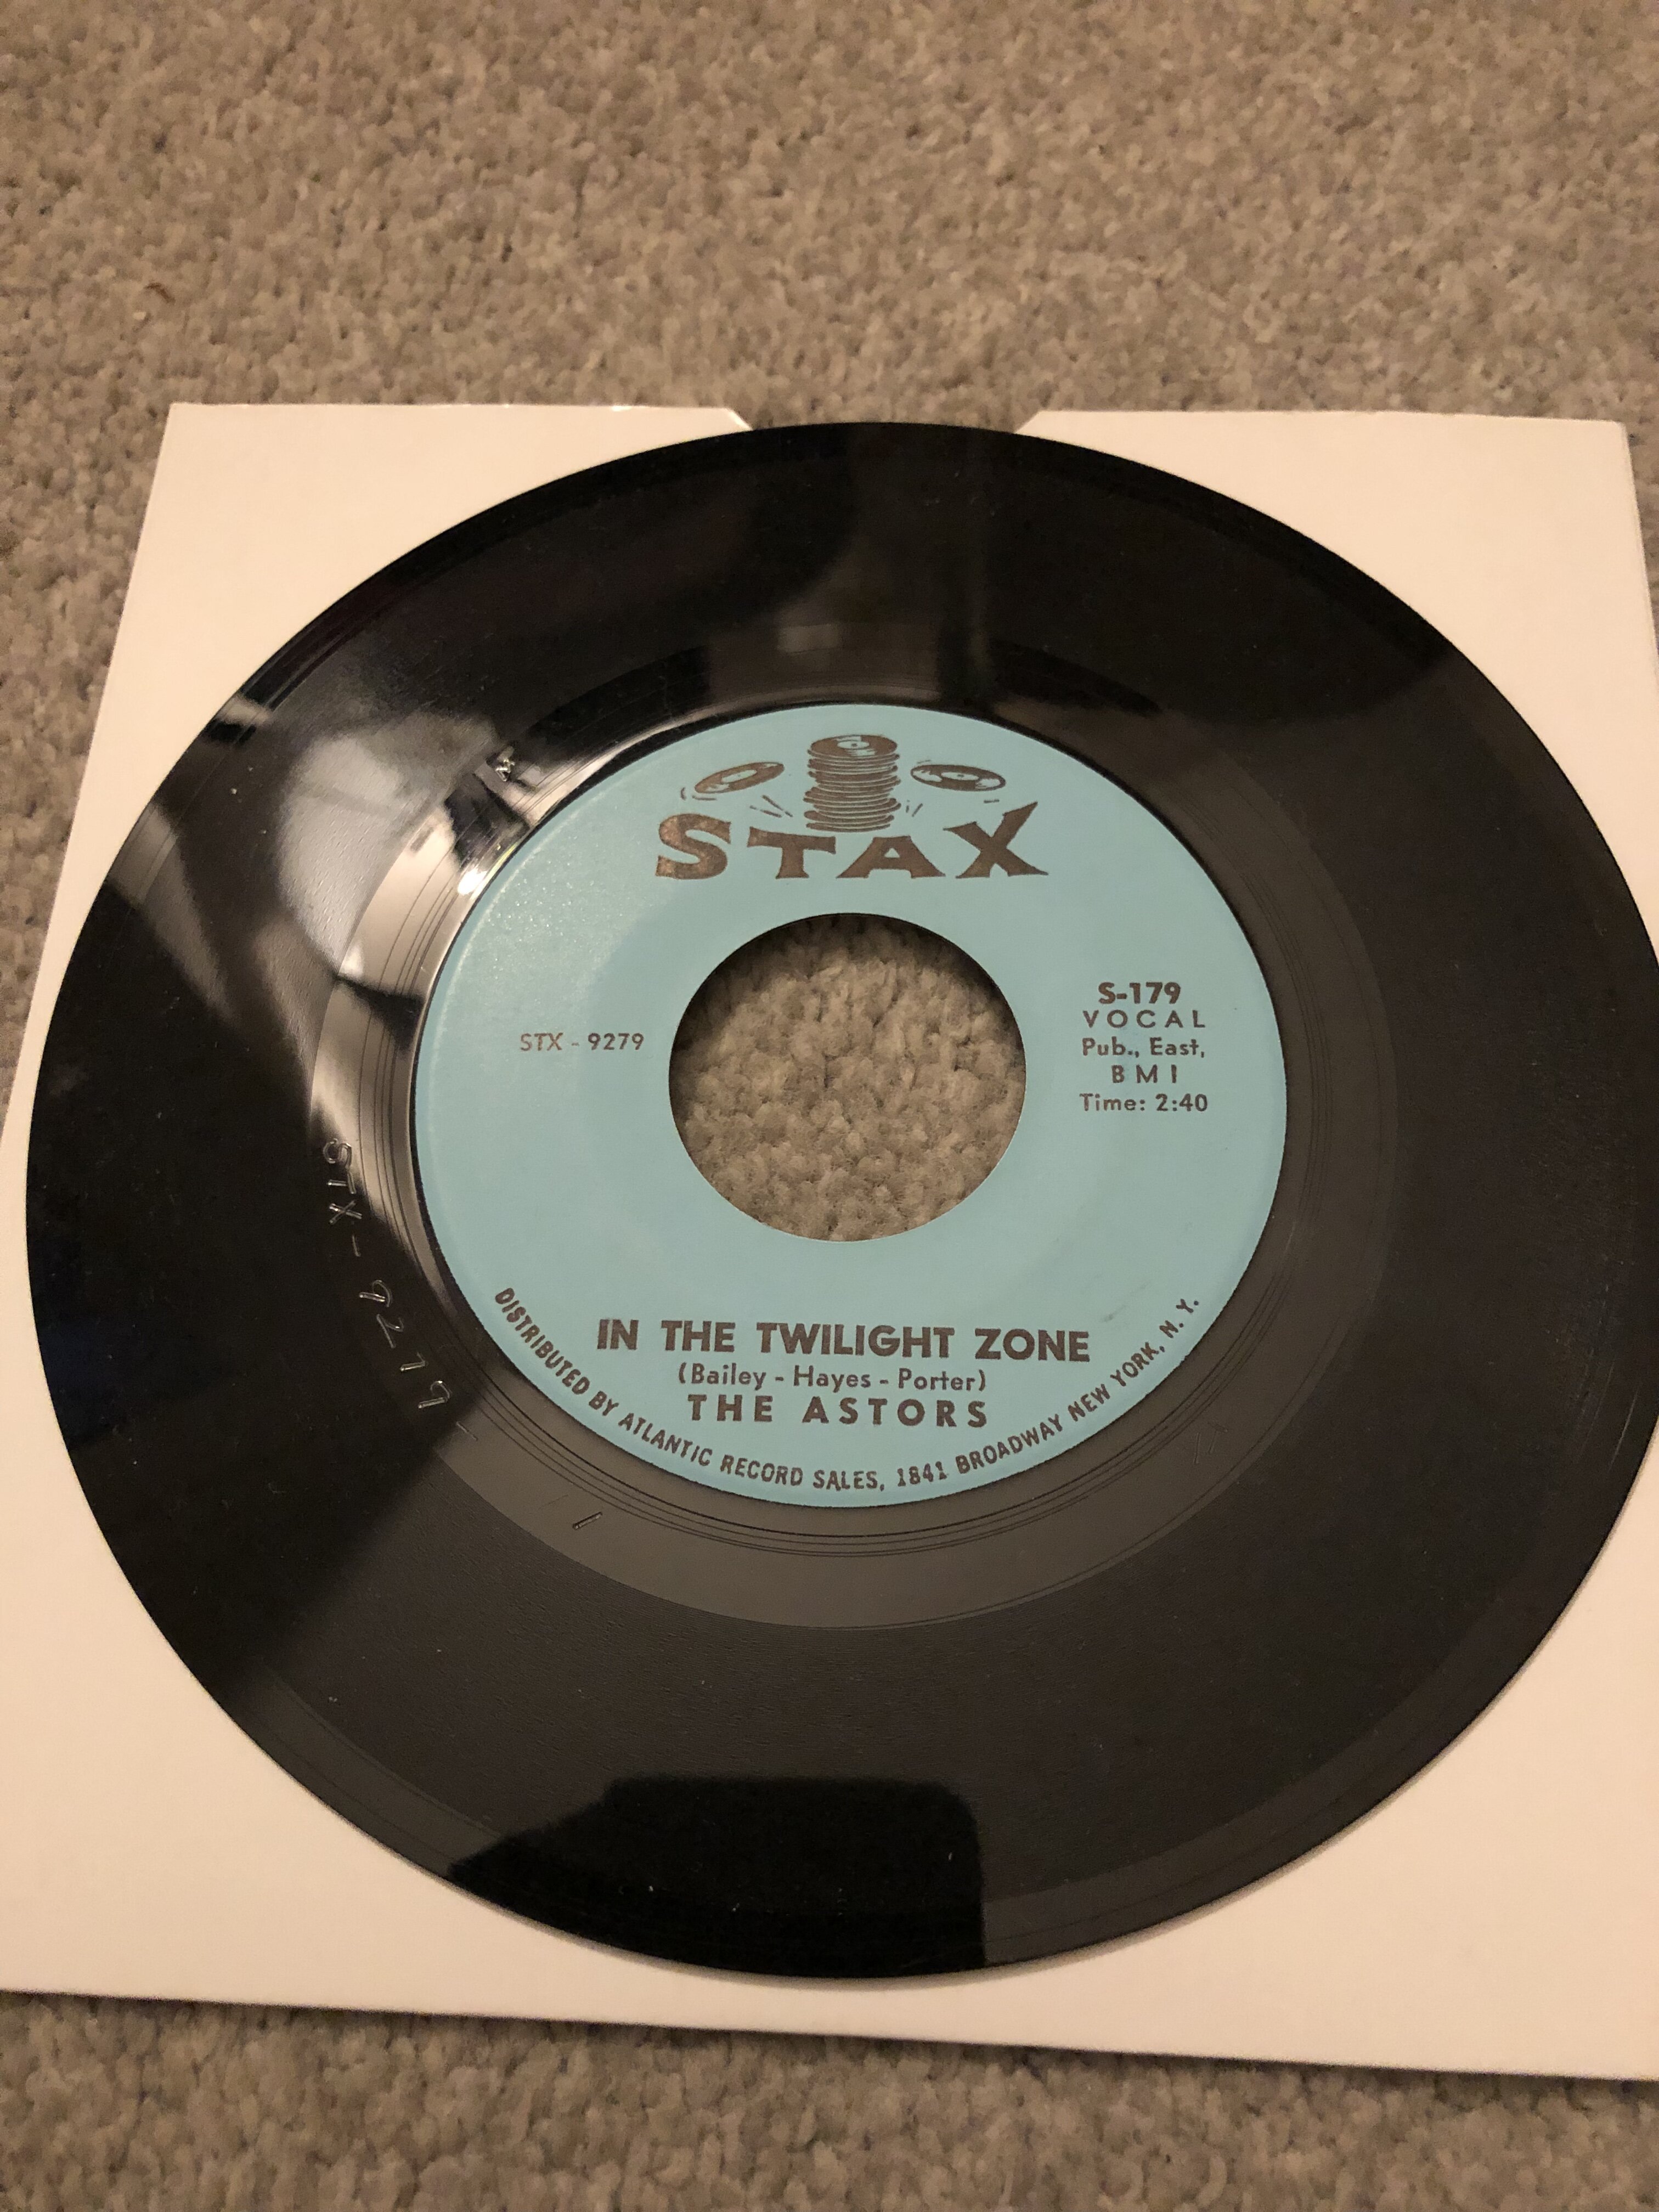 STAX
STX - 9279
S-179
VOCAL
Pub., East,
BMI
Time: 2:40
IN THE TWILIGHT ZONE
(Bailey - Hayes - Porter)
THE ASTORS
DISTRIBUTED BY ATLANTIC RECORD SALES, 1841 BROADWAY NEW YORK, N. Y.
STX-9279